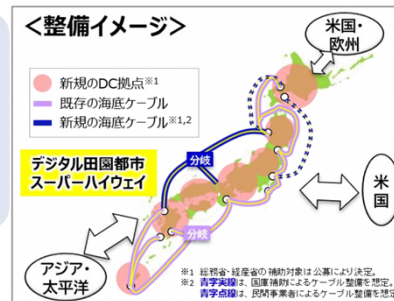 ＜整備イメージ＞
米国・
欧州
新規のDC拠点※1
既存の海底ケーブル
新規の海底ケーブル※1,2
分岐
デジタル田園都市
スーパーハイウェイ
米
国
分岐
アジア・
太平洋
※1 総務省・経産省の補助対象は公募により決定。
※2 青字実線は、国庫補助によるケーブル整備を想定。
青字点線は、民間事業者によるケーブル整備を想定